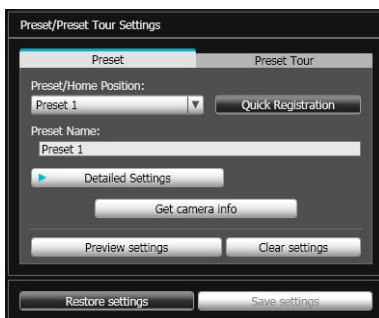 Preset/Preset Tour Settings
Preset Preset Tour
Preset/Home Position:
Preset 1 Quick Registration
Preset Name:
Preset 1
Detailed Settings
Get camera info
Preview settings Clear settings
Restore settings Save settings